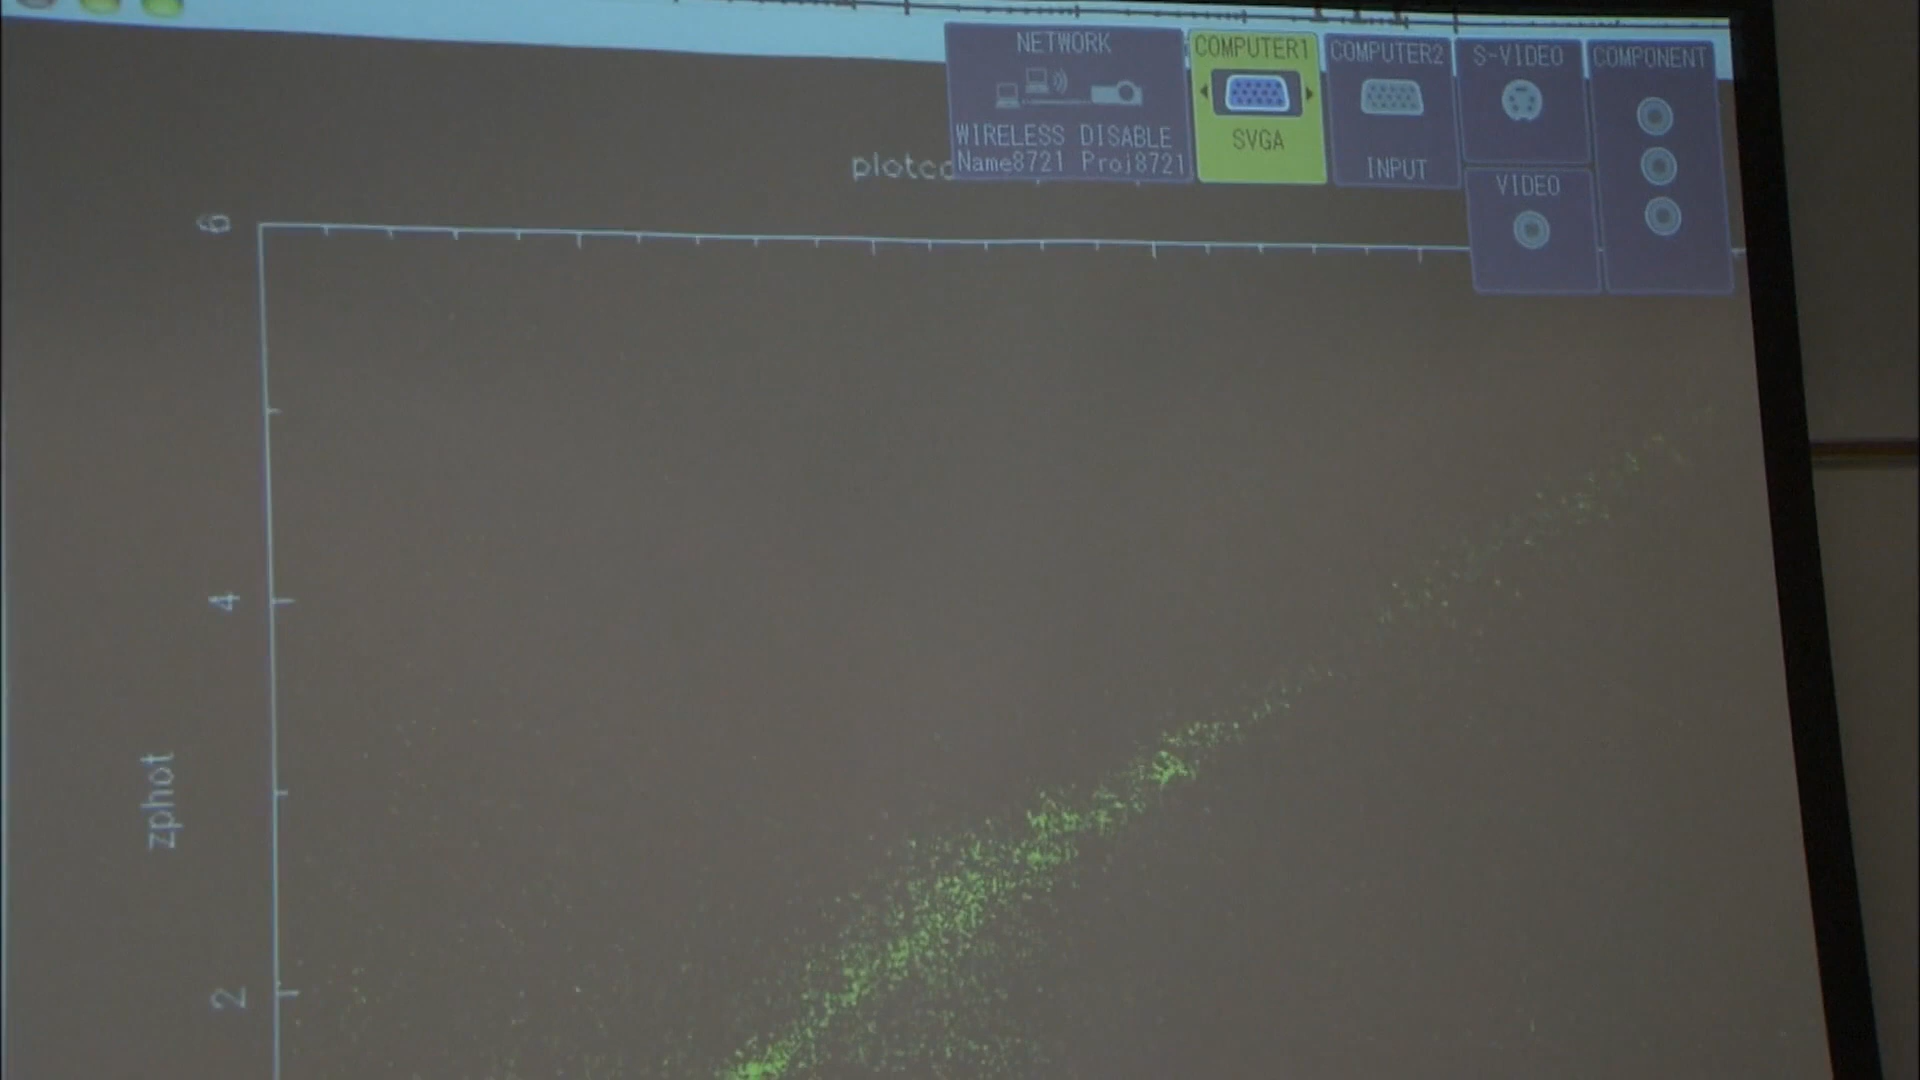 NETWORK
WIRELESS DISABLE
Name8721 Proj8721
COMPUTER1
SVGA
COMPUTER2
INPUT
S-VIDEO
VIDEO
COMPONENT
6
4
zphot
2